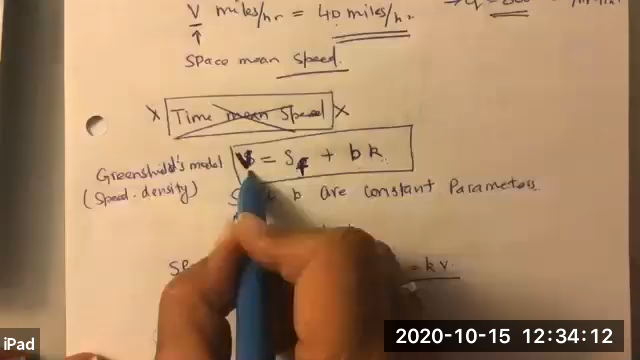 V miles/hr = 40 miles/hr
Space mean Speed.
X Time mean Speed X
Greenshield's model V = Sf + bk
(Speed-density)
b are constant Parameters
= kv
iPad
2020-10-15 12:34:12